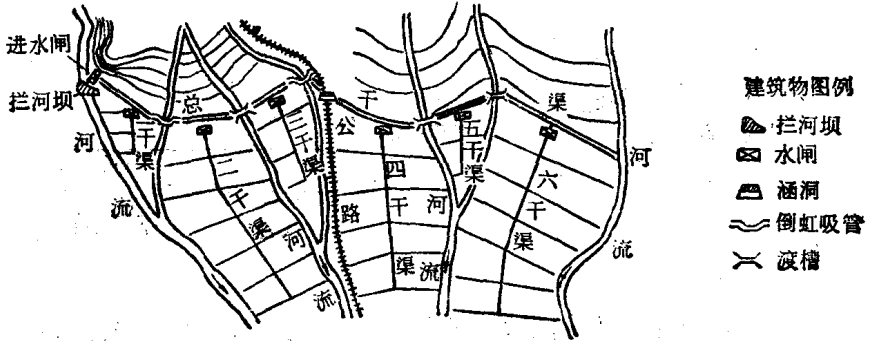 进水闸
拦河坝
河流
总干渠
一干渠
二干渠
河流
三干渠
公路
四干渠
河流
五干渠
六干渠
河流
建筑物图例
拦河坝
水闸
涵洞
倒虹吸管
渡槽